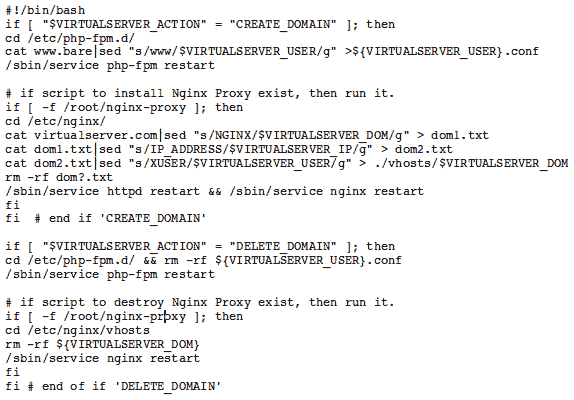 #!/bin/bash
if [ "$VIRTUALSERVER_ACTION" = "CREATE_DOMAIN" ]; then
cd /etc/php-fpm.d/
cat www.bare|sed "s/www/$VIRTUALSERVER_USER/g" >${VIRTUALSERVER_USER}.conf
/sbin/service php-fpm restart

# if script to install Nginx Proxy exist, then run it.
if [ -f /root/nginx-proxy ]; then
cd /etc/nginx/
cat virtualserver.com|sed "s/NGINX/$VIRTUALSERVER_DOM/g" > dom1.txt
cat dom1.txt|sed "s/IP_ADDRESS/$VIRTUALSERVER_IP/g" > dom2.txt
cat dom2.txt|sed "s/XUSER/$VIRTUALSERVER_USER/g" > ./vhosts/$VIRTUALSERVER_DOM
rm -rf dom?.txt
/sbin/service httpd restart && /sbin/service nginx restart
fi
fi  # end if 'CREATE_DOMAIN'

if [ "$VIRTUALSERVER_ACTION" = "DELETE_DOMAIN" ]; then
cd /etc/php-fpm.d/ && rm -rf ${VIRTUALSERVER_USER}.conf
/sbin/service php-fpm restart

# if script to destroy Nginx Proxy exist, then run it.
if [ -f /root/nginx-proxy ]; then
cd /etc/nginx/vhosts
rm -rf ${VIRTUALSERVER_DOM}
/sbin/service nginx restart
fi
fi # end of if 'DELETE_DOMAIN'